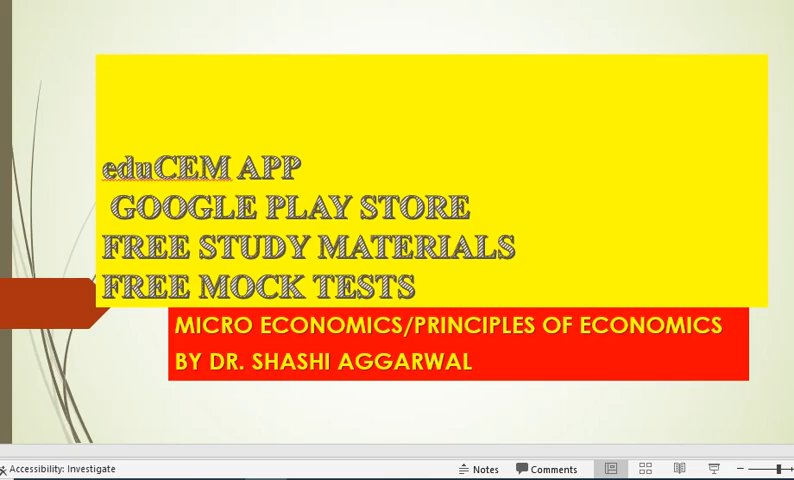 eduCEM APP
GOOGLE PLAY STORE
FREE STUDY MATERIALS
FREE MOCK TESTS
MICRO ECONOMICS/PRINCIPLES OF ECONOMICS
BY DR. SHASHI AGGARWAL
Accessibility: Investigate Notes Comments